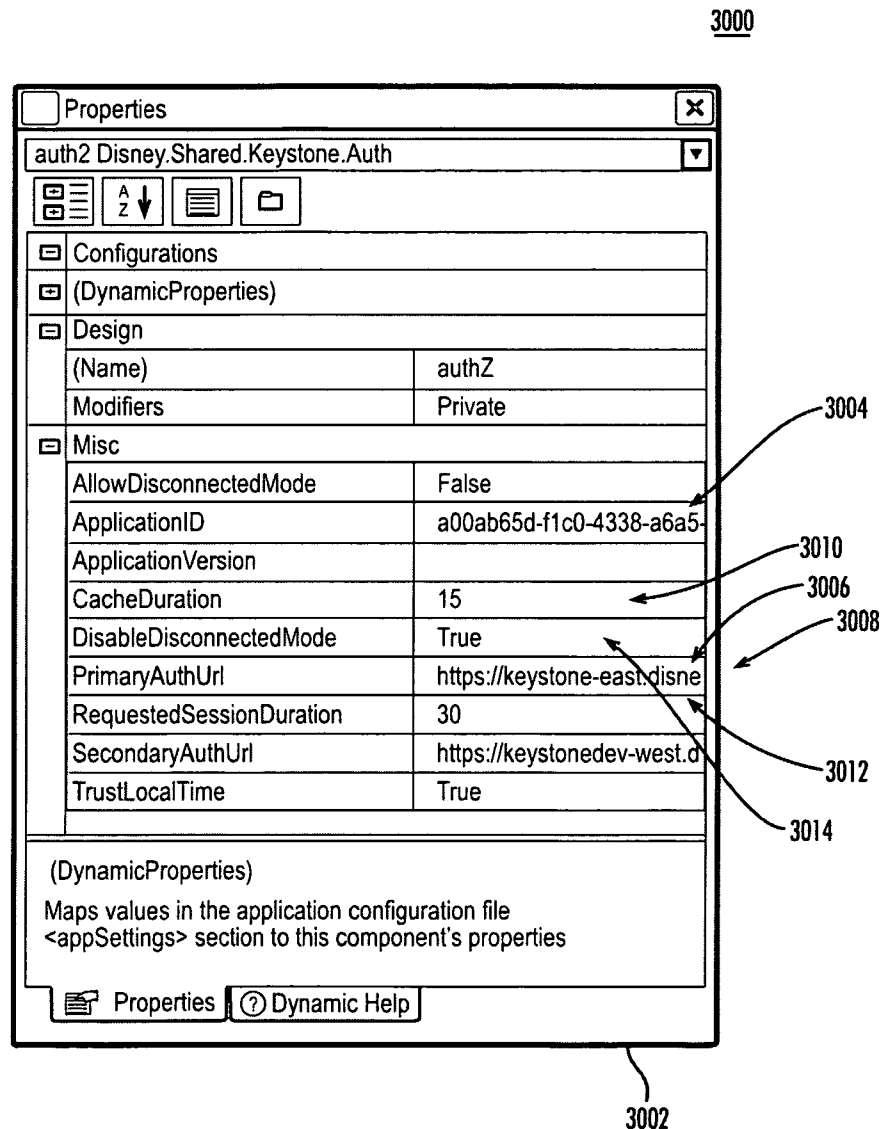 3000
Properties
auth2 Disney.Shared.Keystone.Auth
A
Z
Configurations
(DynamicProperties)
Design
(Name) authZ
Modifiers Private
3004
Misc
AllowDisconnectedMode False
ApplicationID a00ab65d-f1c0-4338-a6a5-
ApplicationVersion
3010
CacheDuration 15
3006
3008
DisableDisconnectedMode True
PrimaryAuthUrl https://keystone-east.disne
RequestedSessionDuration 30
SecondaryAuthUrl https://keystonedev-west.d
3012
TrustLocalTime True
3014
(DynamicProperties)
Maps values in the application configuration file
<appSettings> section to this component's properties
Properties ? Dynamic Help
3002